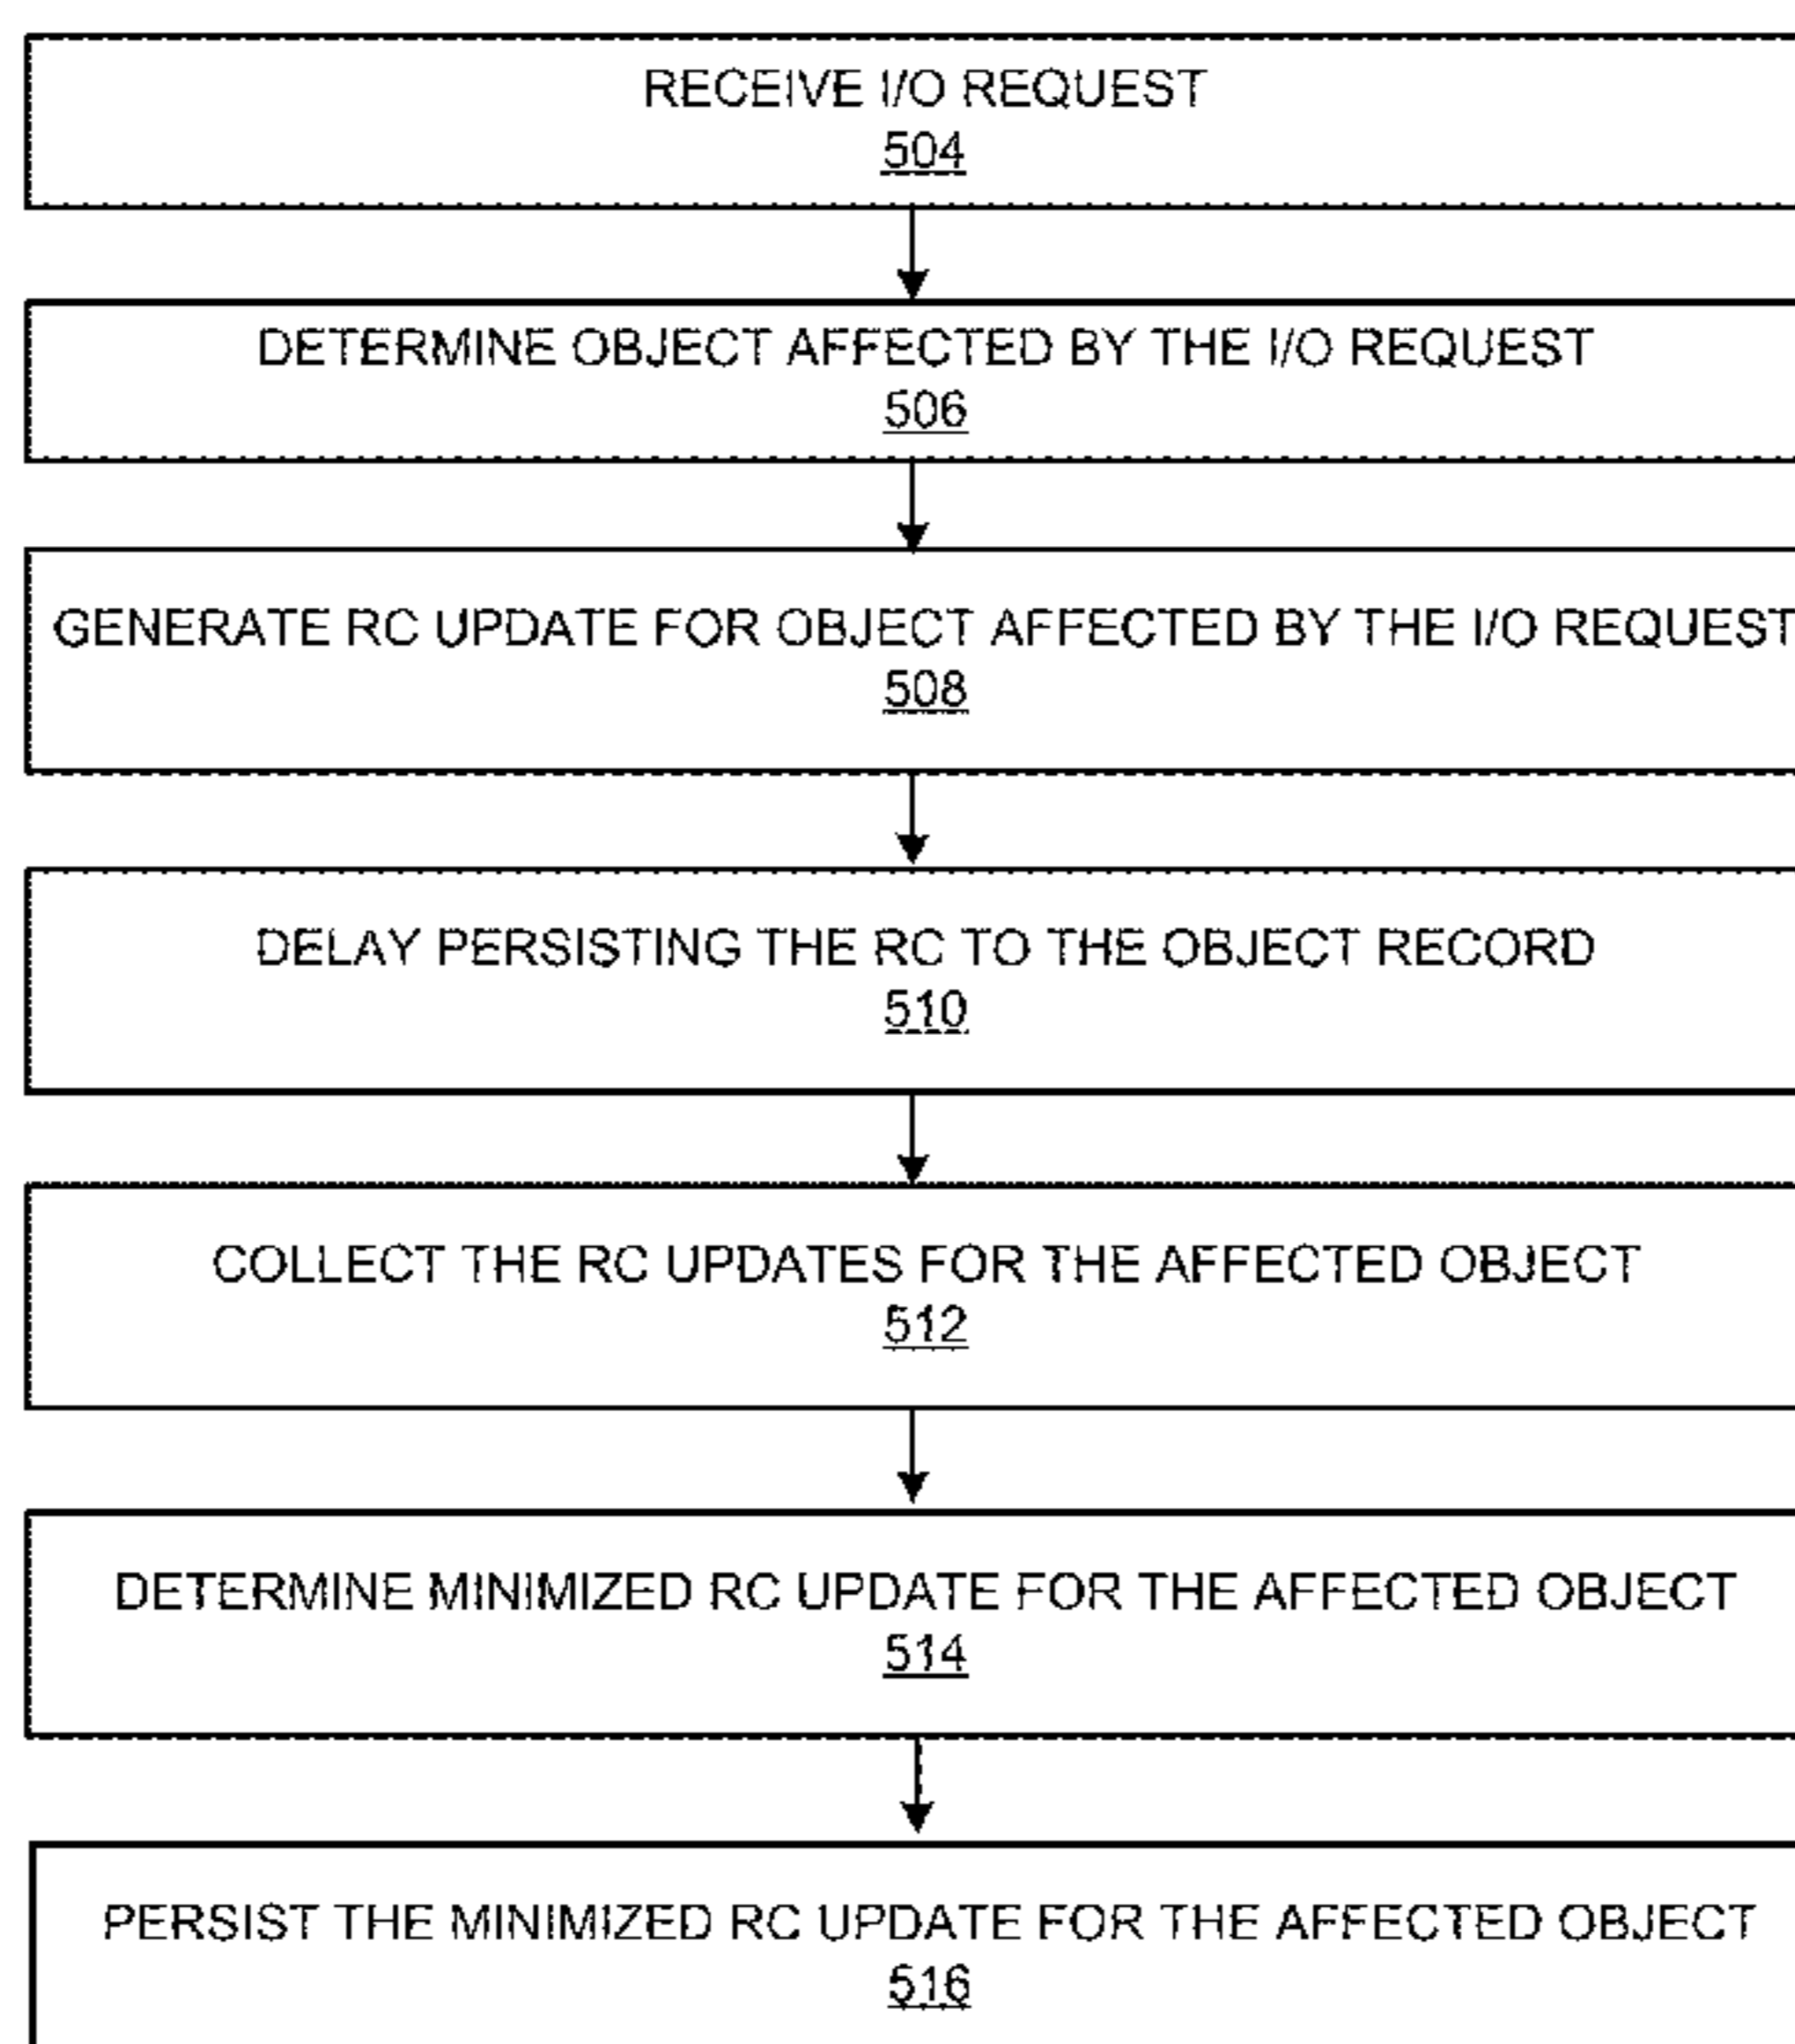 RECEIVE I/O REQUEST
504
DETERMINE OBJECT AFFECTED BY THE I/O REQUEST
506
GENERATE RC UPDATE FOR OBJECT AFFECTED BY THE I/O REQUEST
508
DELAY PERSISTING THE RC TO THE OBJECT RECORD
510
COLLECT THE RC UPDATES FOR THE AFFECTED OBJECT
512
DETERMINE MINIMIZED RC UPDATE FOR THE AFFECTED OBJECT
514
PERSIST THE MINIMIZED RC UPDATE FOR THE AFFECTED OBJECT
516